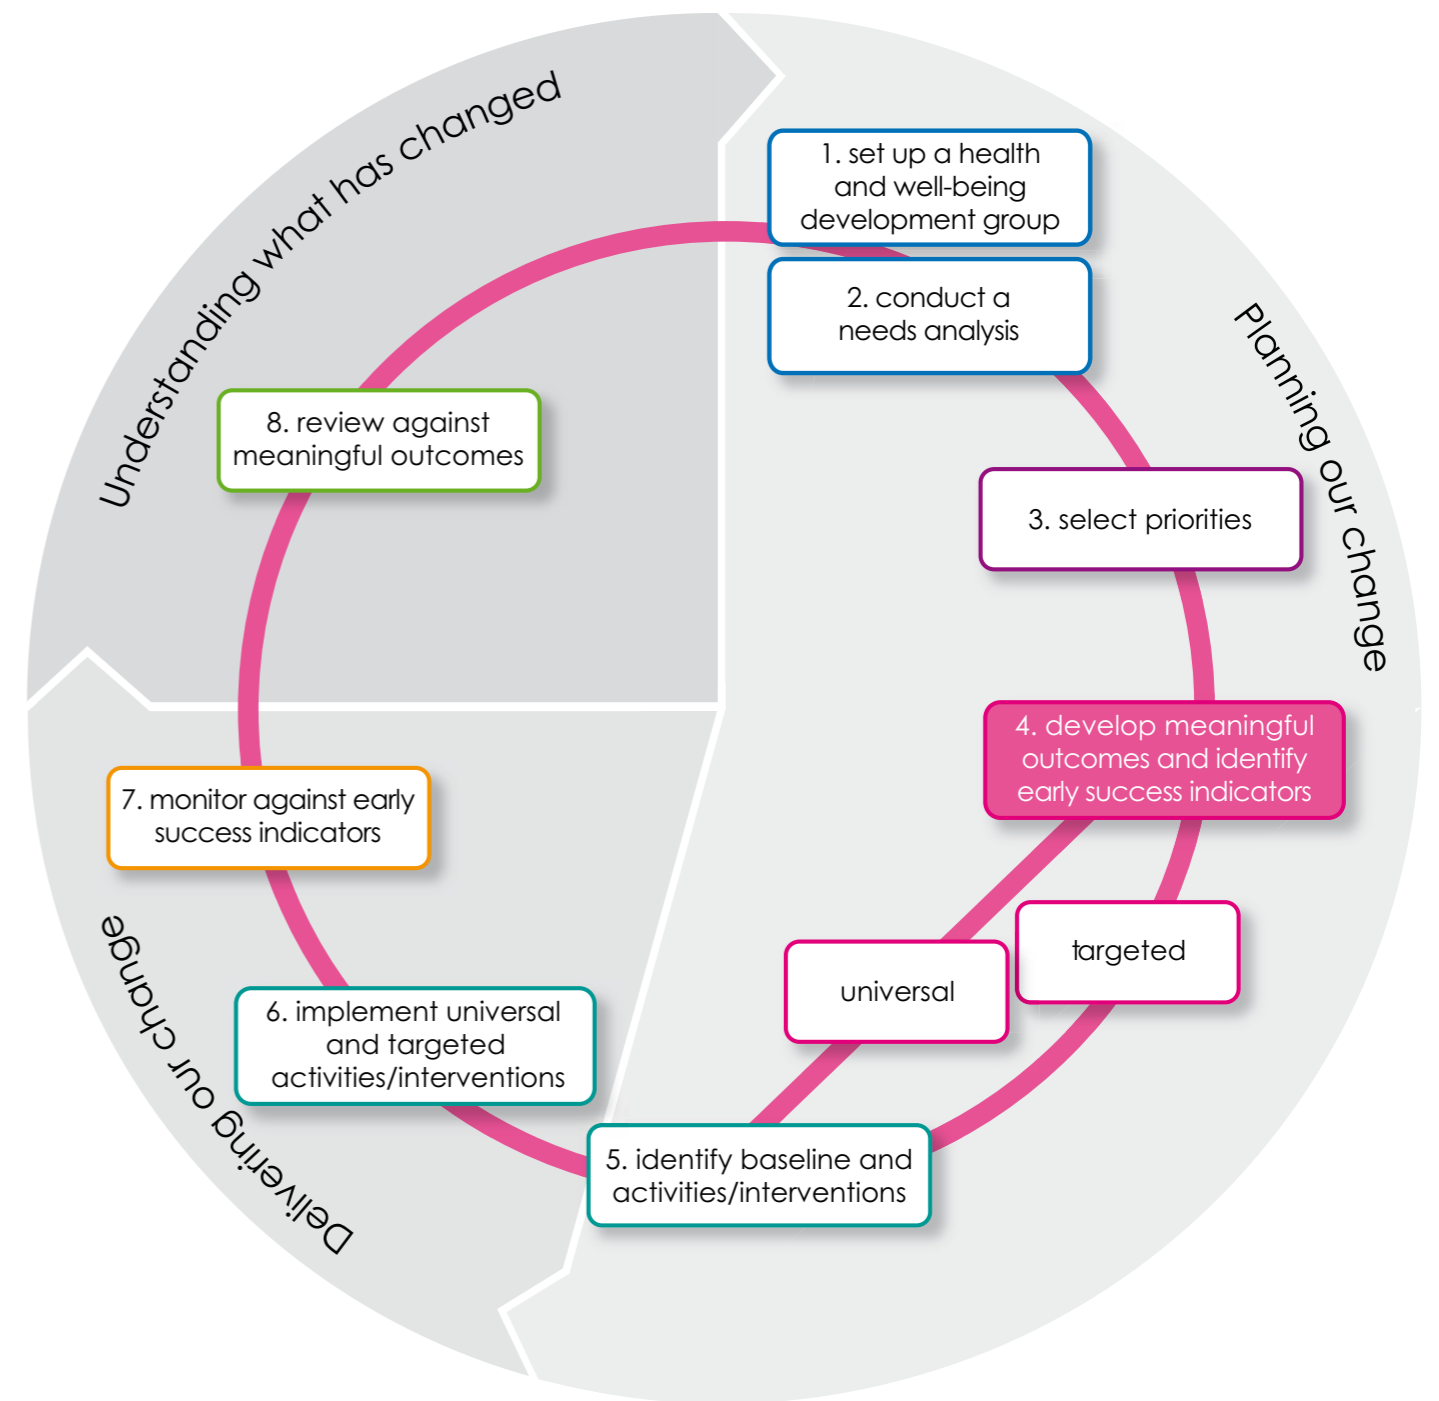 Understanding what has changed
Planning our change
Delivering our change
1. set up a health
and well-being
development group
2. conduct a
needs analysis
3. select priorities
4. develop meaningful
outcomes and identify
early success indicators
targeted
universal
5. identify baseline and
activities/interventions
6. implement universal
and targeted
activities/interventions
7. monitor against early
success indicators
8. review against
meaningful outcomes